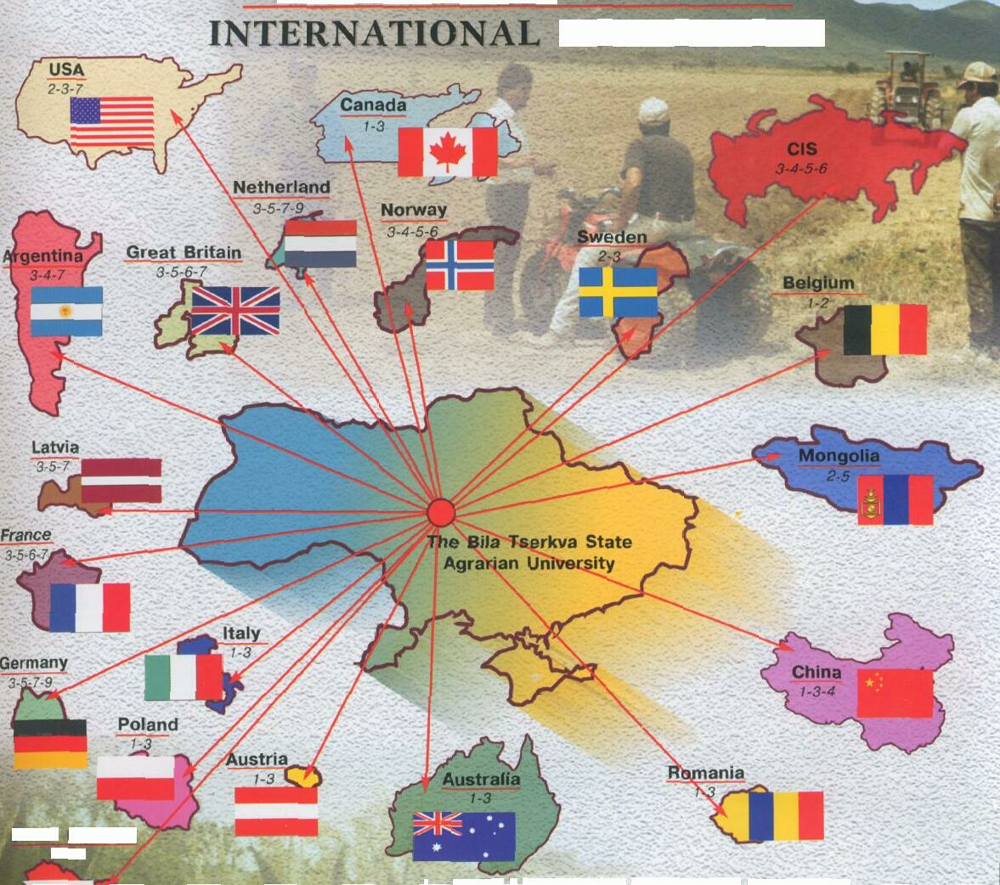 INTERNATIONAL
USA
2-3-7
Canada
1-3
CIS
3-4-5-6
Netherland
3-5-7-9
Norway
3-4-5-6
Sweden
2-3
Argentina
3-4-7
Great Britain
3-5-6-7
Belgium
1-2
Latvia
3-5-7
Mongolia
2-5
France
3-5-6-7
The Bila Tserkva State
Agrarian University
Italy
1-3
Germany
3-5-7-9
China
1-3-4
Poland
1-3
Austria
1-3
Australia
1-3
Romania
1-3